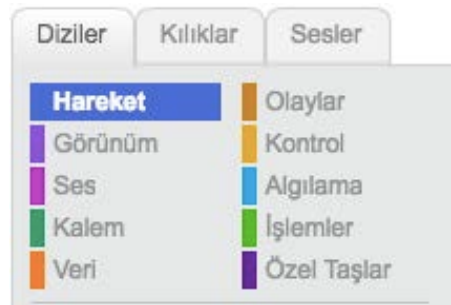 Diziler Kılıklar Sesler
Hareket Olaylar
Görünüm Kontrol
Ses Algılama
Kalem İşlemler
Veri Özel Taşlar